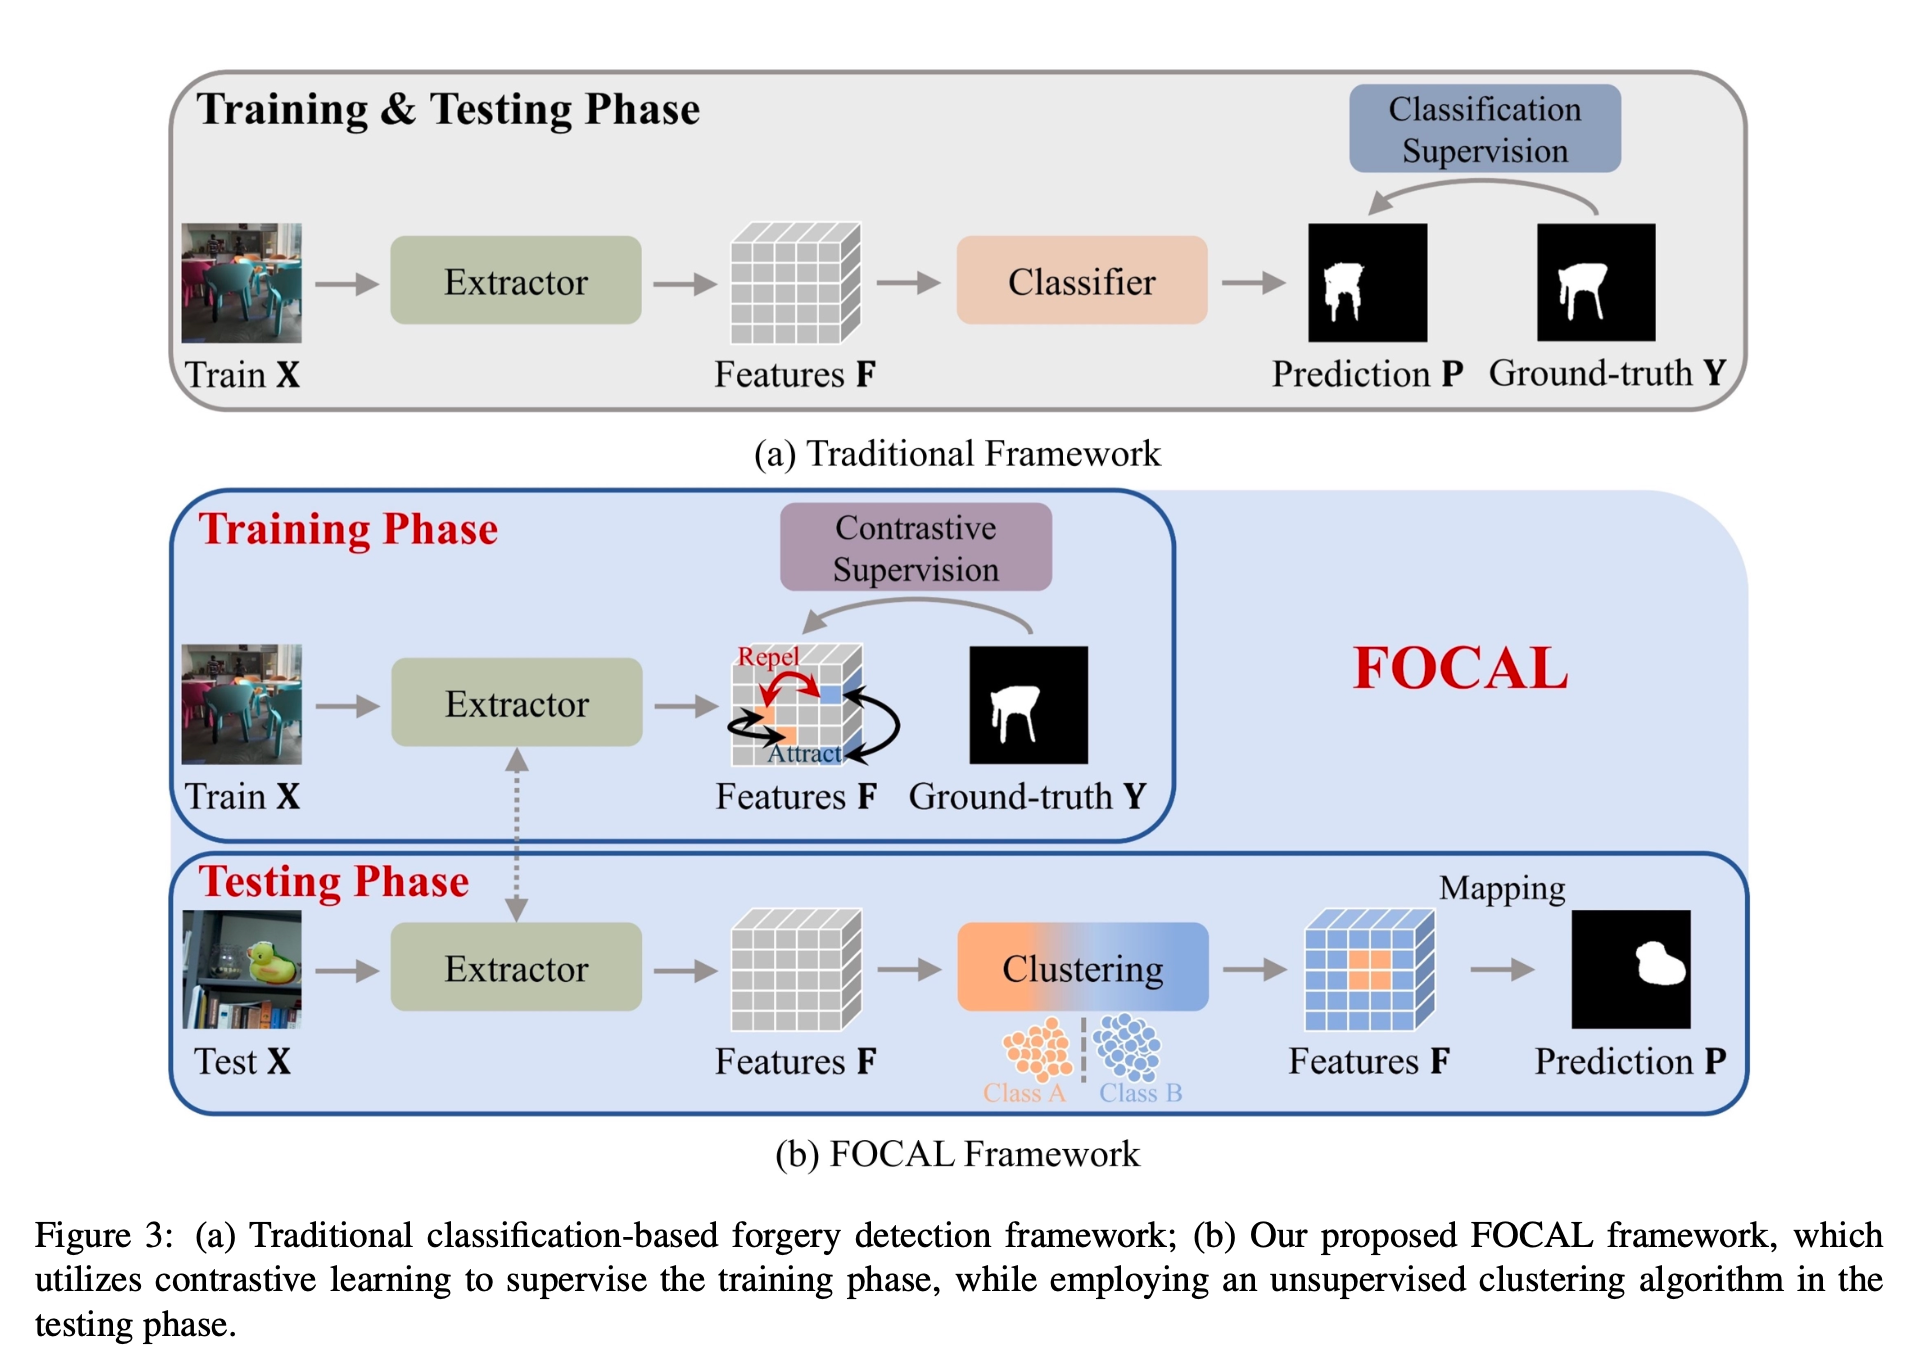 Training & Testing Phase
Classification
Supervision
Extractor
Classifier
Train X
Features F
Prediction P
Ground-truth Y
(a) Traditional Framework
Training Phase
Contrastive
Supervision
FOCAL
Repel
Extractor
Attract
Train X
Features F
Ground-truth Y
Testing Phase
Mapping
Extractor
Clustering
Test X
Features F
Class A
Class B
Features F
Prediction P
(b) FOCAL Framework
Figure 3: (a) Traditional classification-based forgery detection framework; (b) Our proposed FOCAL framework, which
utilizes contrastive learning to supervise the training phase, while employing an unsupervised clustering algorithm in the
testing phase.